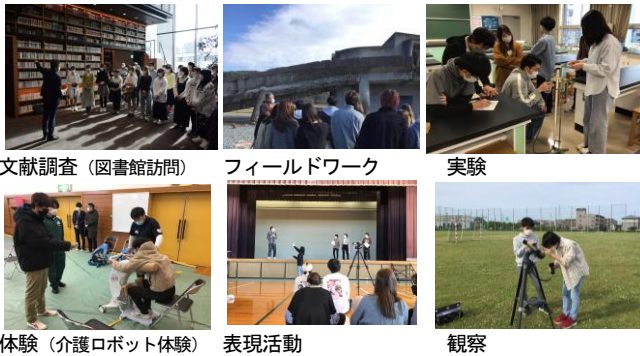 文献調査（図書館訪問）
フィールドワーク
実験
体験（介護ロボット体験）
表現活動
観察